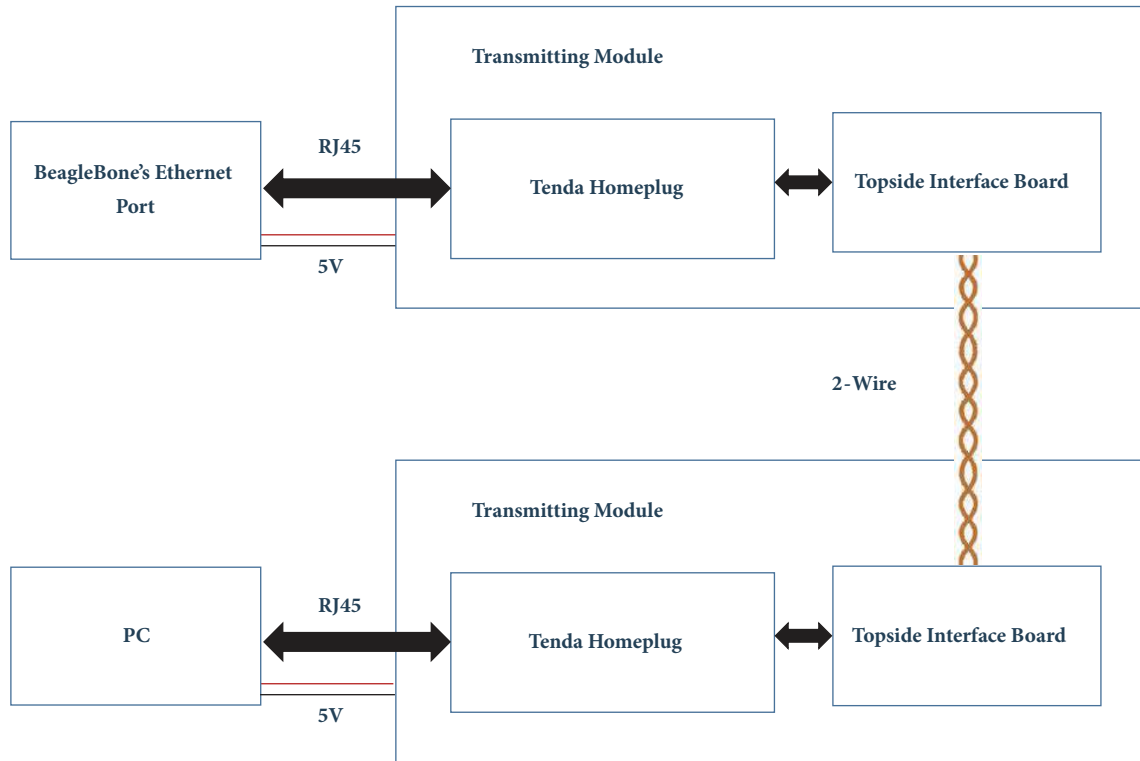 Transmitting Module
RJ45
BeagleBone's Ethernet
Port
Tenda Homeplug
Topside Interface Board
5V
2-Wire
Transmitting Module
RJ45
PC
Tenda Homeplug
Topside Interface Board
5V